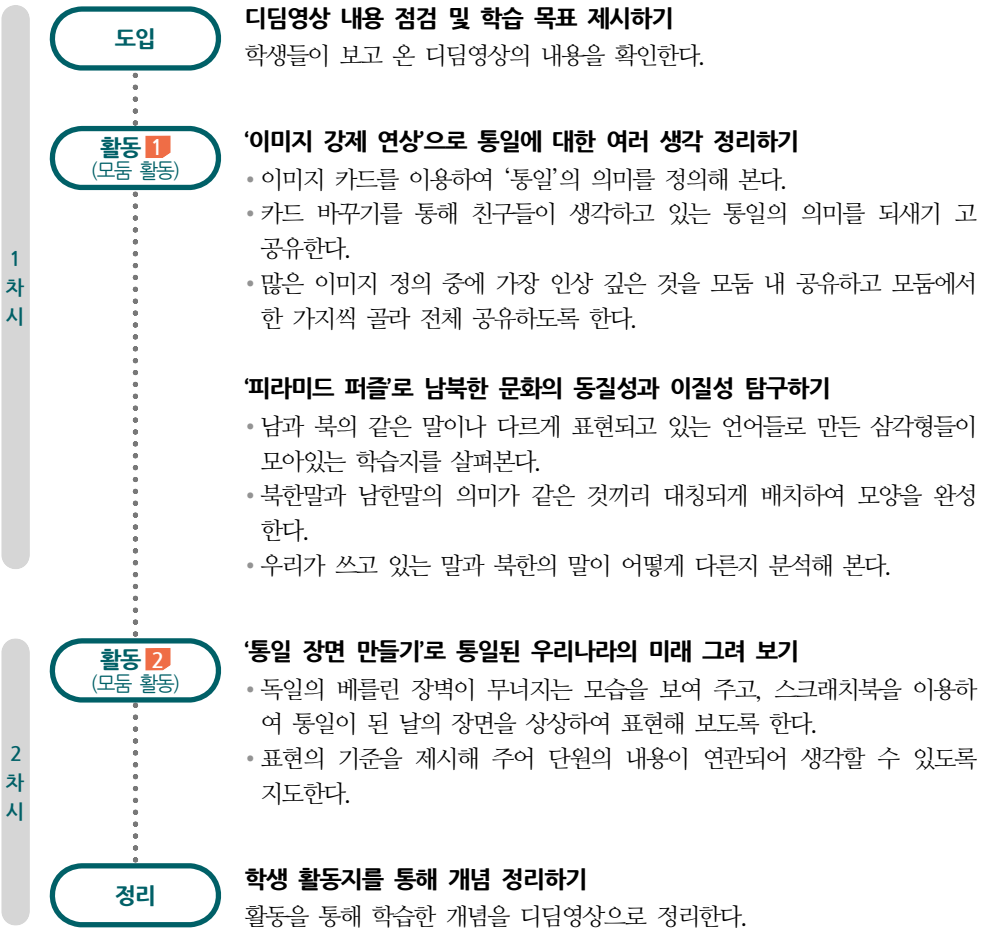 도입
디딤영상 내용 점검 및 학습 목표 제시하기
학생들이 보고 온 디딤영상의 내용을 확인한다.
1
차
시
활동 1
(모둠 활동)
‘이미지 강제 연상’으로 통일에 대한 여러 생각 정리하기
• 이미지 카드를 이용하여 ‘통일’의 의미를 정의해 본다.
• 카드 바꾸기를 통해 친구들이 생각하고 있는 통일의 의미를 되새기 고
공유한다.
• 많은 이미지 정의 중에 가장 인상 깊은 것을 모둠 내 공유하고 모둠에서
한 가지씩 골라 전체 공유하도록 한다.
‘피라미드 퍼즐’로 남북한 문화의 동질성과 이질성 탐구하기
• 남과 북의 같은 말이나 다르게 표현되고 있는 언어들로 만든 삼각형들이
모아있는 학습지를 살펴본다.
• 북한말과 남한말의 의미가 같은 것끼리 대칭되게 배치하여 모양을 완성
한다.
• 우리가 쓰고 있는 말과 북한의 말이 어떻게 다른지 분석해 본다.
2
차
시
활동 2
(모둠 활동)
‘통일 장면 만들기’로 통일된 우리나라의 미래 그려 보기
• 독일의 베를린 장벽이 무너지는 모습을 보여 주고, 스크래치북을 이용하
여 통일이 된 날의 장면을 상상하여 표현해 보도록 한다.
• 표현의 기준을 제시해 주어 단원의 내용이 연관되어 생각할 수 있도록
지도한다.
정리
학생 활동지를 통해 개념 정리하기
활동을 통해 학습한 개념을 디딤영상으로 정리한다.